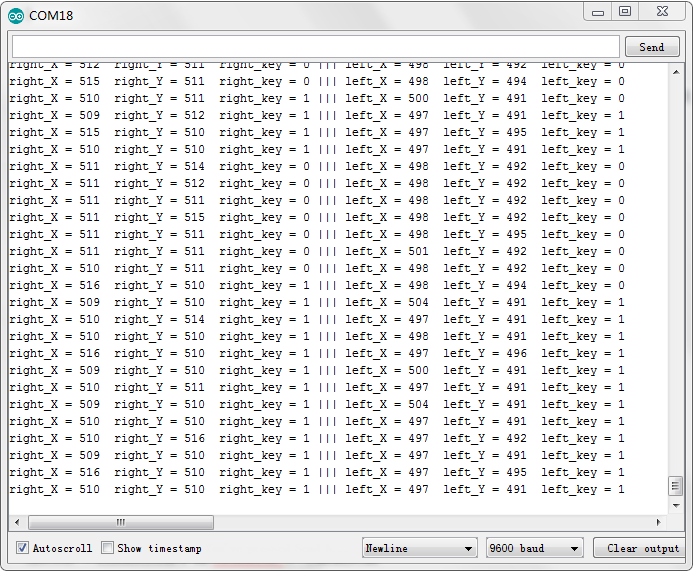 COM18
Send
right_X = 512  right_Y = 511  right_key = 0 ||| left_X = 498  left_Y = 492  left_key = 0
right_X = 515  right_Y = 511  right_key = 0 ||| left_X = 498  left_Y = 494  left_key = 0
right_X = 510  right_Y = 511  right_key = 1 ||| left_X = 500  left_Y = 491  left_key = 0
right_X = 509  right_Y = 512  right_key = 1 ||| left_X = 497  left_Y = 491  left_key = 1
right_X = 515  right_Y = 510  right_key = 1 ||| left_X = 497  left_Y = 495  left_key = 1
right_X = 510  right_Y = 510  right_key = 1 ||| left_X = 497  left_Y = 491  left_key = 1
right_X = 511  right_Y = 514  right_key = 0 ||| left_X = 498  left_Y = 492  left_key = 0
right_X = 511  right_Y = 512  right_key = 0 ||| left_X = 498  left_Y = 492  left_key = 0
right_X = 511  right_Y = 511  right_key = 0 ||| left_X = 498  left_Y = 492  left_key = 0
right_X = 511  right_Y = 515  right_key = 0 ||| left_X = 498  left_Y = 492  left_key = 0
right_X = 511  right_Y = 511  right_key = 0 ||| left_X = 498  left_Y = 495  left_key = 0
right_X = 511  right_Y = 511  right_key = 0 ||| left_X = 501  left_Y = 492  left_key = 0
right_X = 510  right_Y = 511  right_key = 0 ||| left_X = 498  left_Y = 492  left_key = 0
right_X = 516  right_Y = 510  right_key = 1 ||| left_X = 498  left_Y = 494  left_key = 0
right_X = 509  right_Y = 510  right_key = 1 ||| left_X = 504  left_Y = 491  left_key = 1
right_X = 510  right_Y = 514  right_key = 1 ||| left_X = 497  left_Y = 491  left_key = 1
right_X = 510  right_Y = 510  right_key = 1 ||| left_X = 498  left_Y = 491  left_key = 1
right_X = 516  right_Y = 510  right_key = 1 ||| left_X = 497  left_Y = 496  left_key = 1
right_X = 509  right_Y = 510  right_key = 1 ||| left_X = 500  left_Y = 491  left_key = 1
right_X = 510  right_Y = 511  right_key = 1 ||| left_X = 497  left_Y = 491  left_key = 1
right_X = 509  right_Y = 510  right_key = 1 ||| left_X = 504  left_Y = 491  left_key = 1
right_X = 510  right_Y = 510  right_key = 1 ||| left_X = 497  left_Y = 491  left_key = 1
right_X = 510  right_Y = 516  right_key = 1 ||| left_X = 497  left_Y = 492  left_key = 1
right_X = 509  right_Y = 510  right_key = 1 ||| left_X = 497  left_Y = 491  left_key = 1
right_X = 516  right_Y = 510  right_key = 1 ||| left_X = 497  left_Y = 495  left_key = 1
right_X = 510  right_Y = 510  right_key = 1 ||| left_X = 497  left_Y = 491  left_key = 1
Autoscroll  Show timestamp  Newline  9600 baud  Clear output